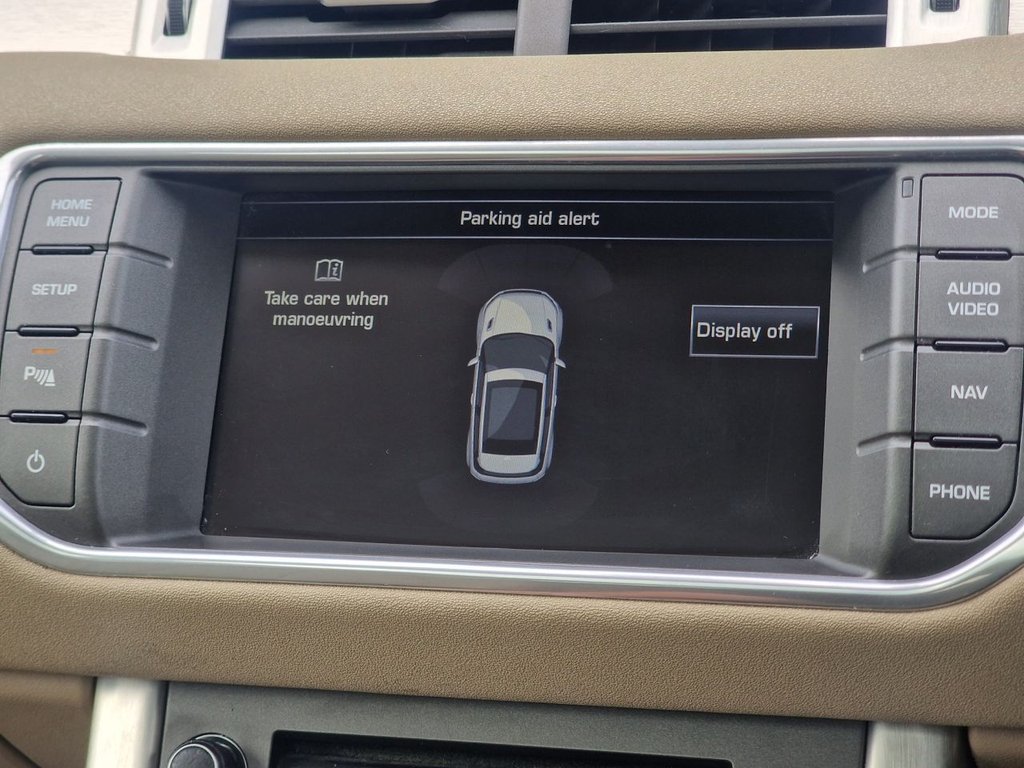 HOME
MENU
SETUP
P
Parking aid alert
Take care when
manoeuvring
Display off
MODE
AUDIO
VIDEO
NAV
PHONE